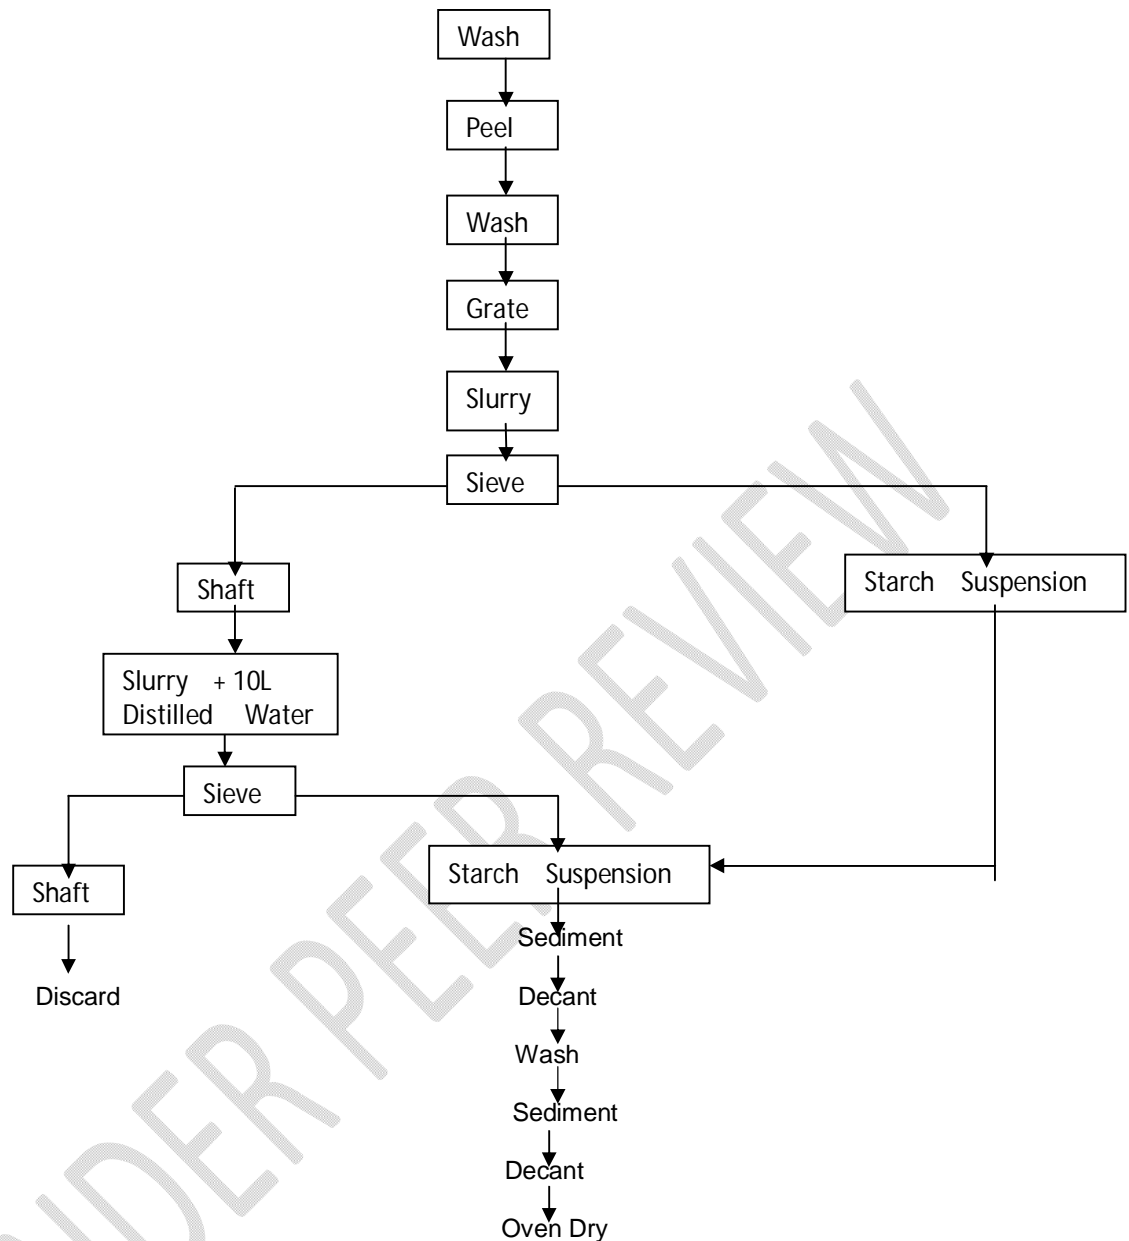 Wash
Peel
Wash
Grate
Slurry
Sieve
Shaft
Starch Suspension
Slurry + 10L
Distilled Water
Sieve
Shaft
Starch Suspension
Discard
Sediment
Decant
Wash
Sediment
Decant
Oven Dry
NDER PEER REVIEW